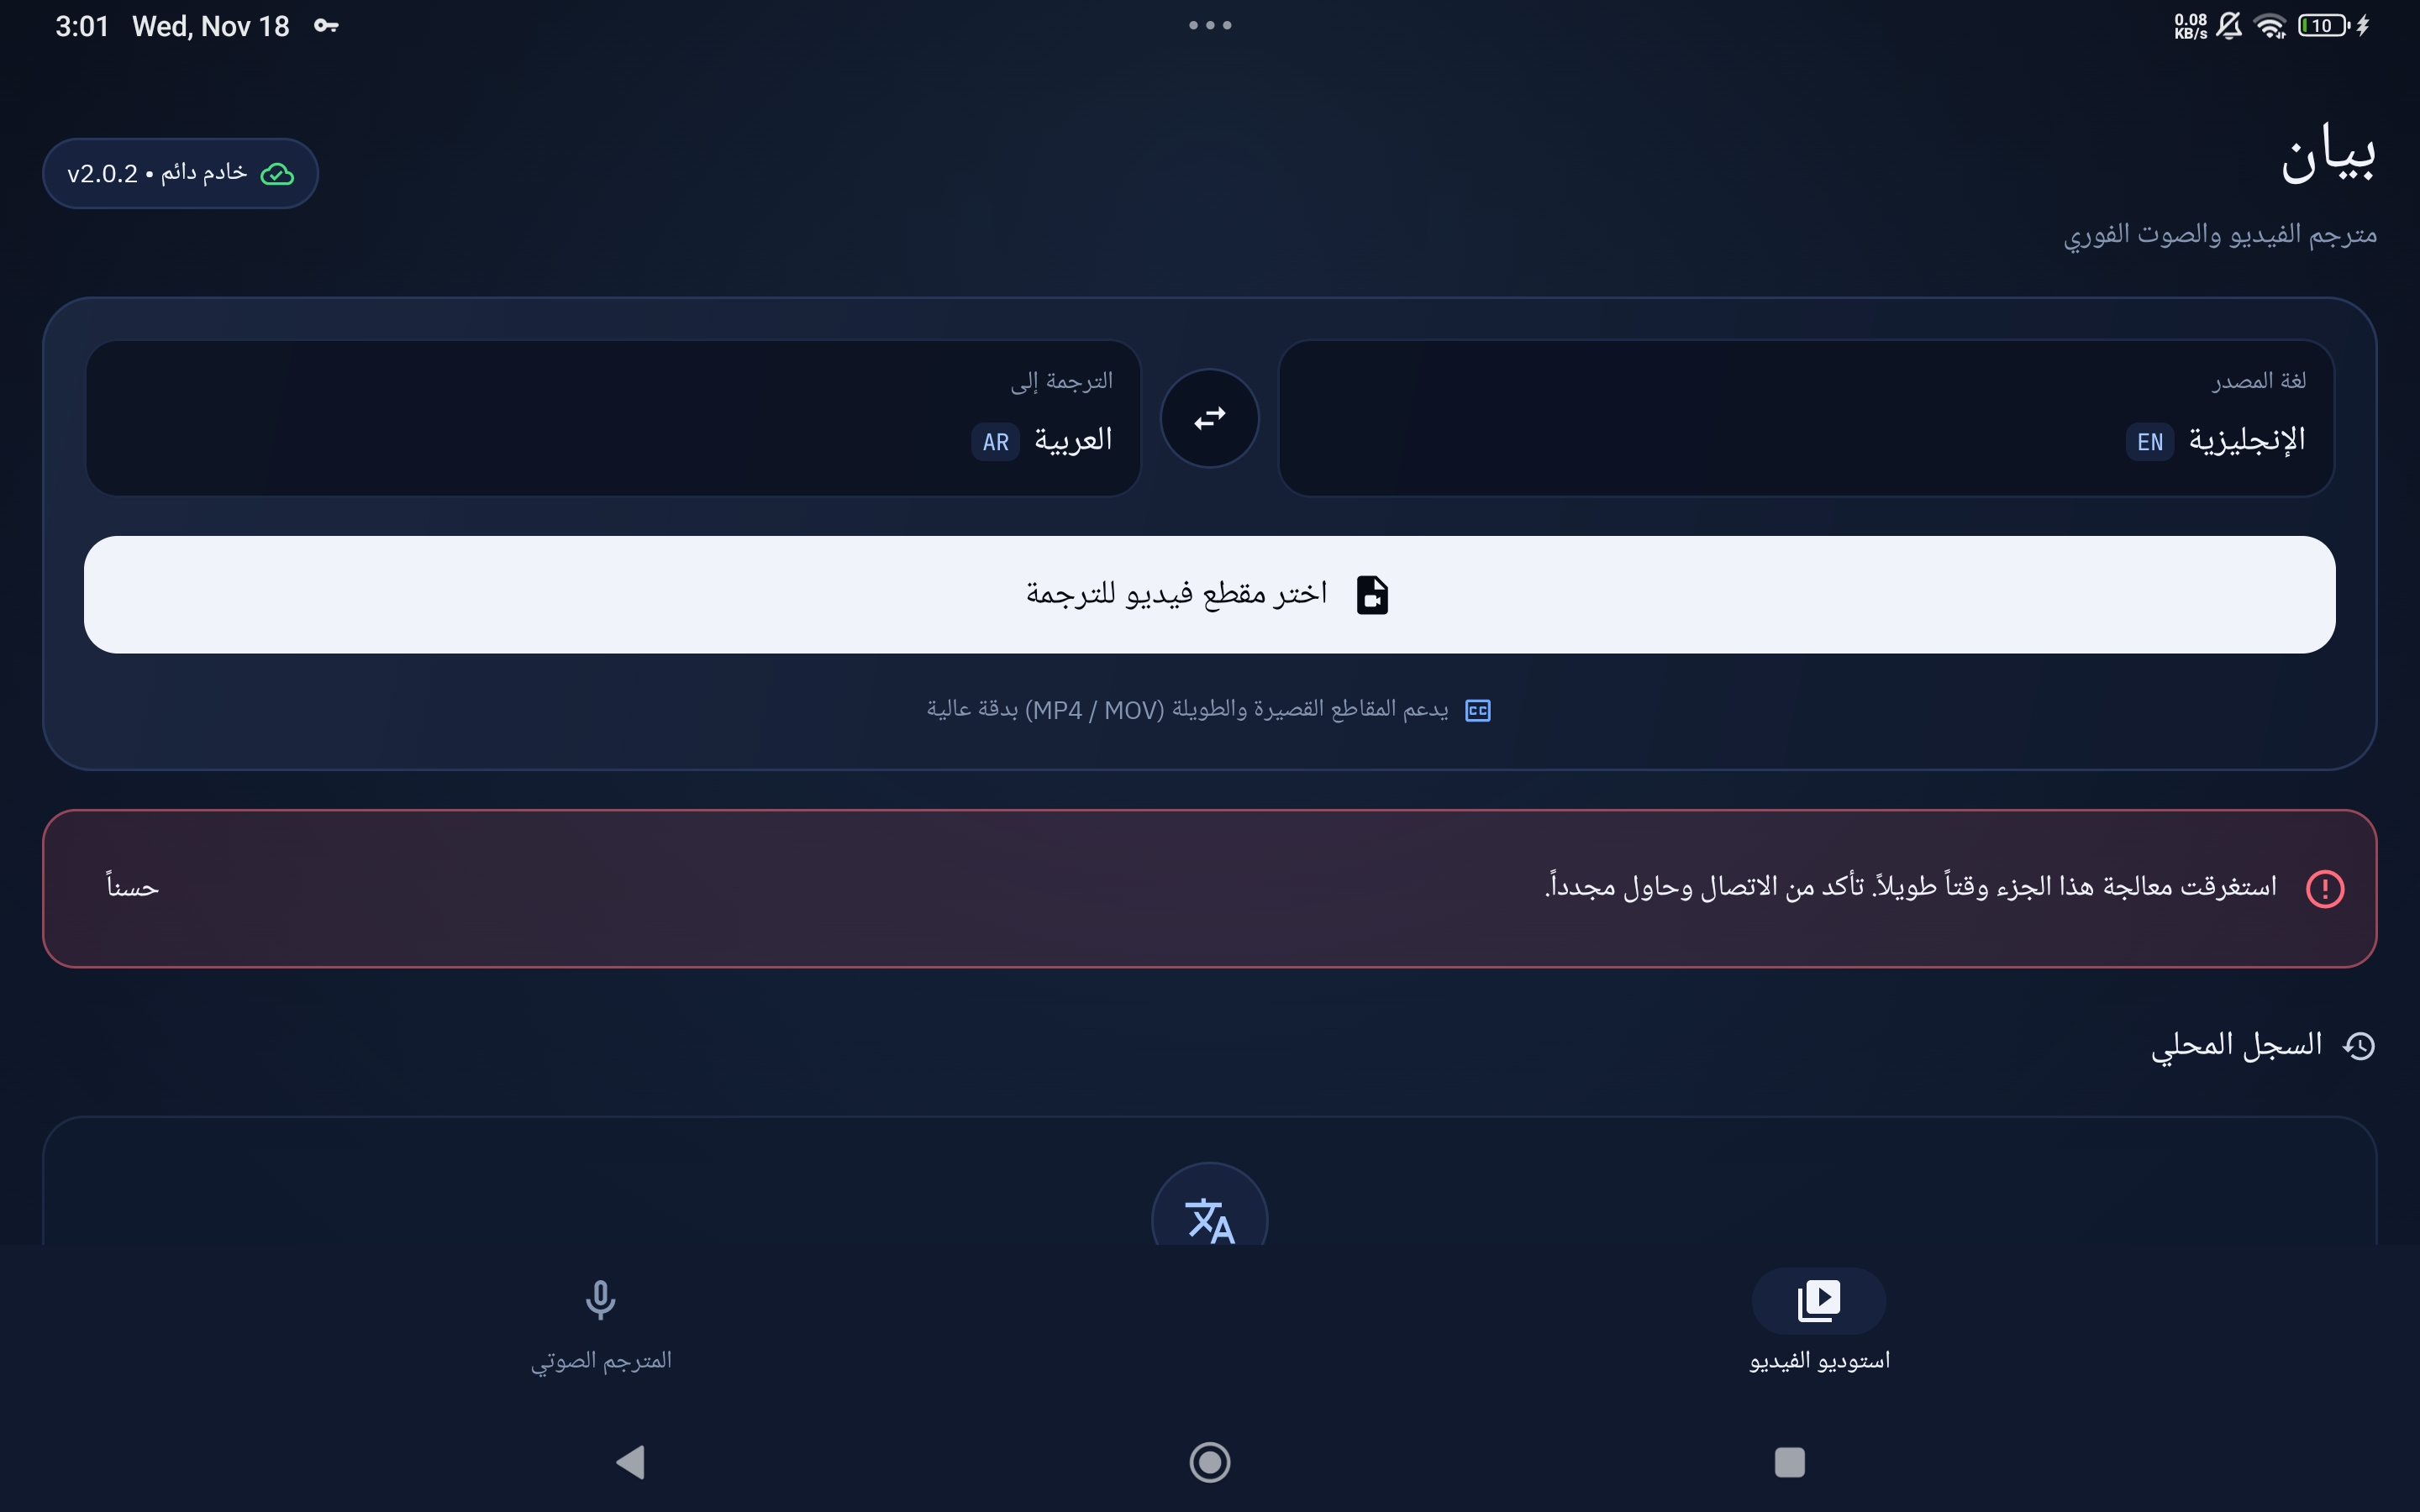 3:01 Wed, Nov 18
0.08 KB/s
10
بيان
خادم دائم • v2.0.2
مترجم الفيديو والصوت الفوري
لغة المصدر
الإنجليزية EN
الترجمة إلى
العربية AR
اختر مقطع فيديو للترجمة
CC يدعم المقاطع القصيرة والطويلة (MP4 / MOV) بدقة عالية
استغرقت معالجة هذا الجزء وقتاً طويلاً. تأكد من الاتصال وحاول مجدداً.
حسناً
السجل المحلي
استوديو الفيديو
المترجم الصوتي